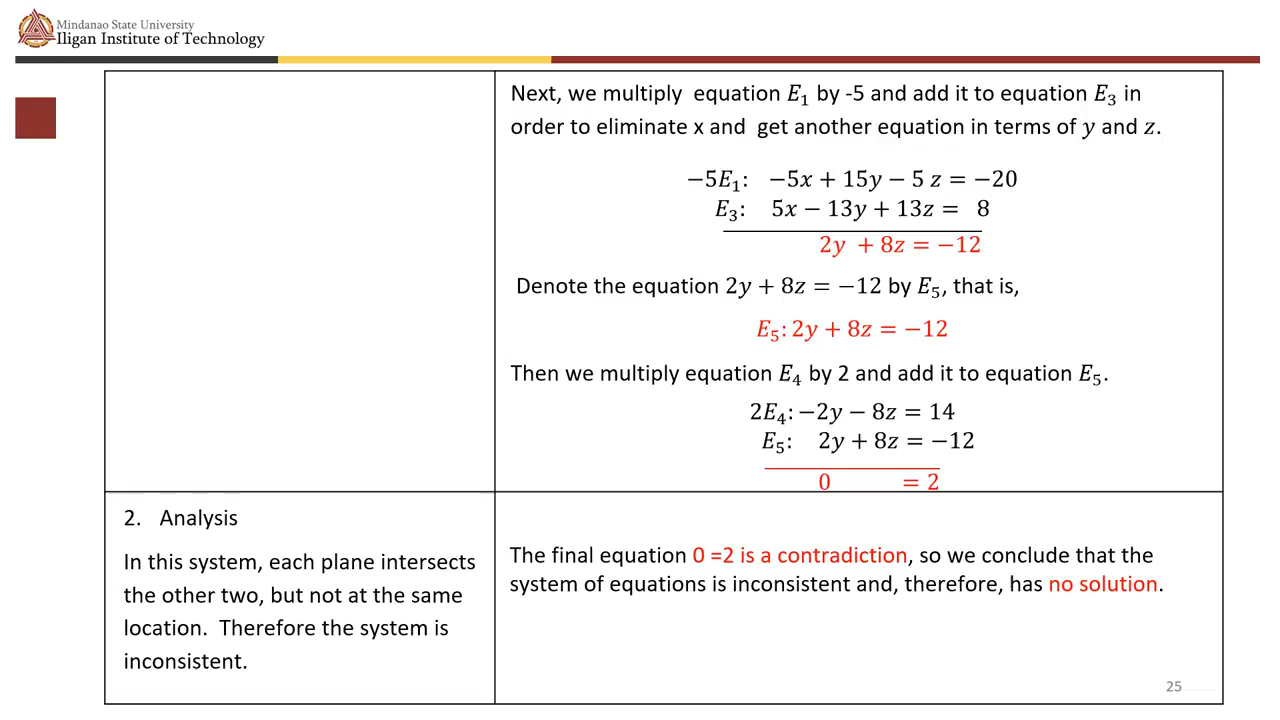 Mindanao State University
Iligan Institute of Technology
Next, we multiply equation E₁ by -5 and add it to equation E₃ in
order to eliminate x and get another equation in terms of y and z.
−5E₁: −5x + 15y − 5 z = −20
E₃: 5x − 13y + 13z = 8
2y + 8z = −12
Denote the equation 2y + 8z = −12 by E₅, that is,
E₅: 2y + 8z = −12
Then we multiply equation E₄ by 2 and add it to equation E₅.
2E₄: −2y − 8z = 14
E₅: 2y + 8z = −12
0 = 2
2. Analysis
In this system, each plane intersects
the other two, but not at the same
location. Therefore the system is
inconsistent.
The final equation 0 =2 is a contradiction, so we conclude that the
system of equations is inconsistent and, therefore, has no solution.
25